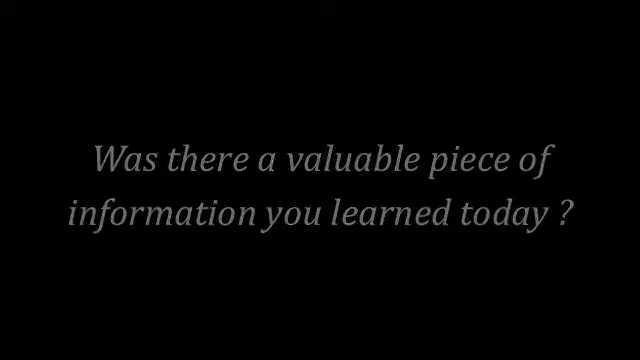 Was there a valuable piece of
information you learned today ?